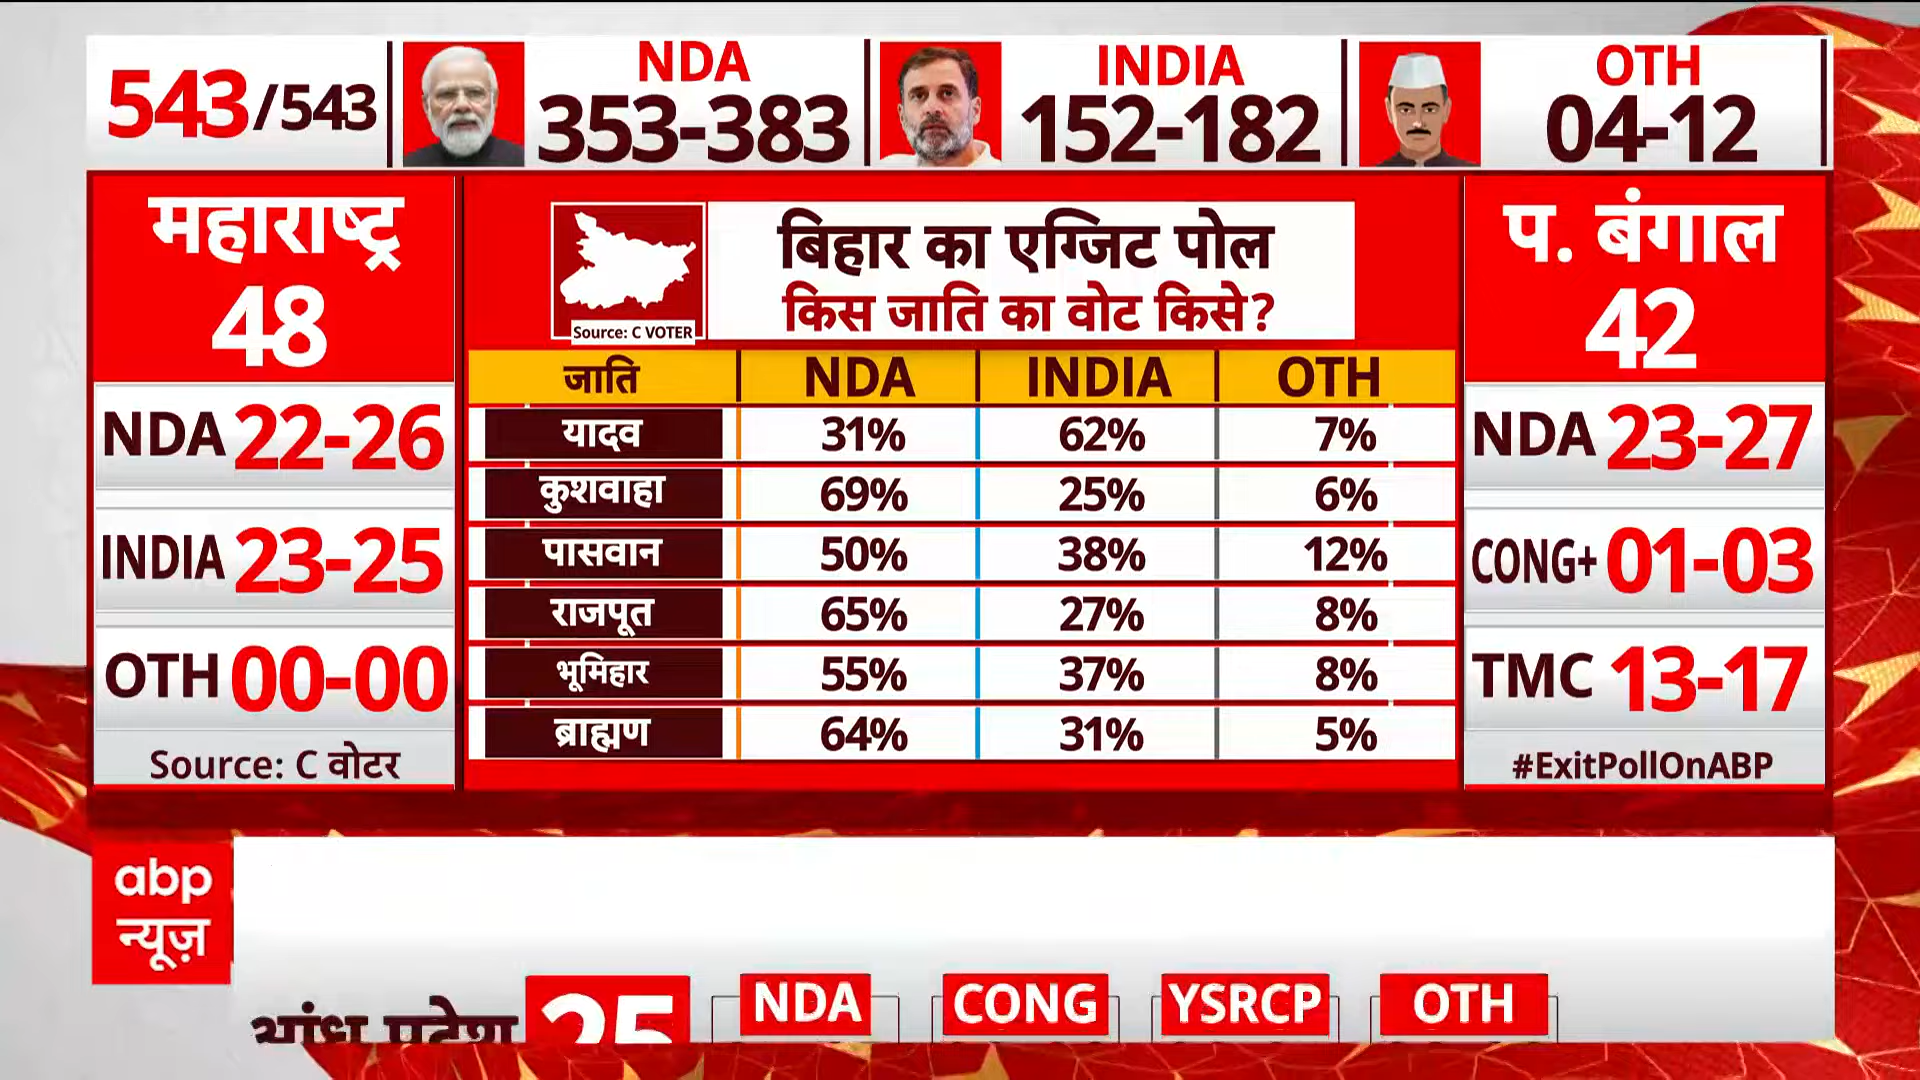 543/543
NDA
353-383
INDIA
152-182
OTH
04-12
महाराष्ट्र
48
NDA 22-26
INDIA 23-25
OTH 00-00
Source: C वोटर
Source: C VOTER
बिहार का एग्जिट पोल
किस जाति का वोट किसे?
जाति NDA INDIA OTH
यादव 31% 62% 7%
कुशवाहा 69% 25% 6%
पासवान 50% 38% 12%
राजपूत 65% 27% 8%
भूमिहार 55% 37% 8%
ब्राह्मण 64% 31% 5%
प. बंगाल
42
NDA 23-27
CONG+ 01-03
TMC 13-17
#ExitPollOnABP
abp
न्यूज़
आंध्र प्रदेश 25 NDA CONG YSRCP OTH